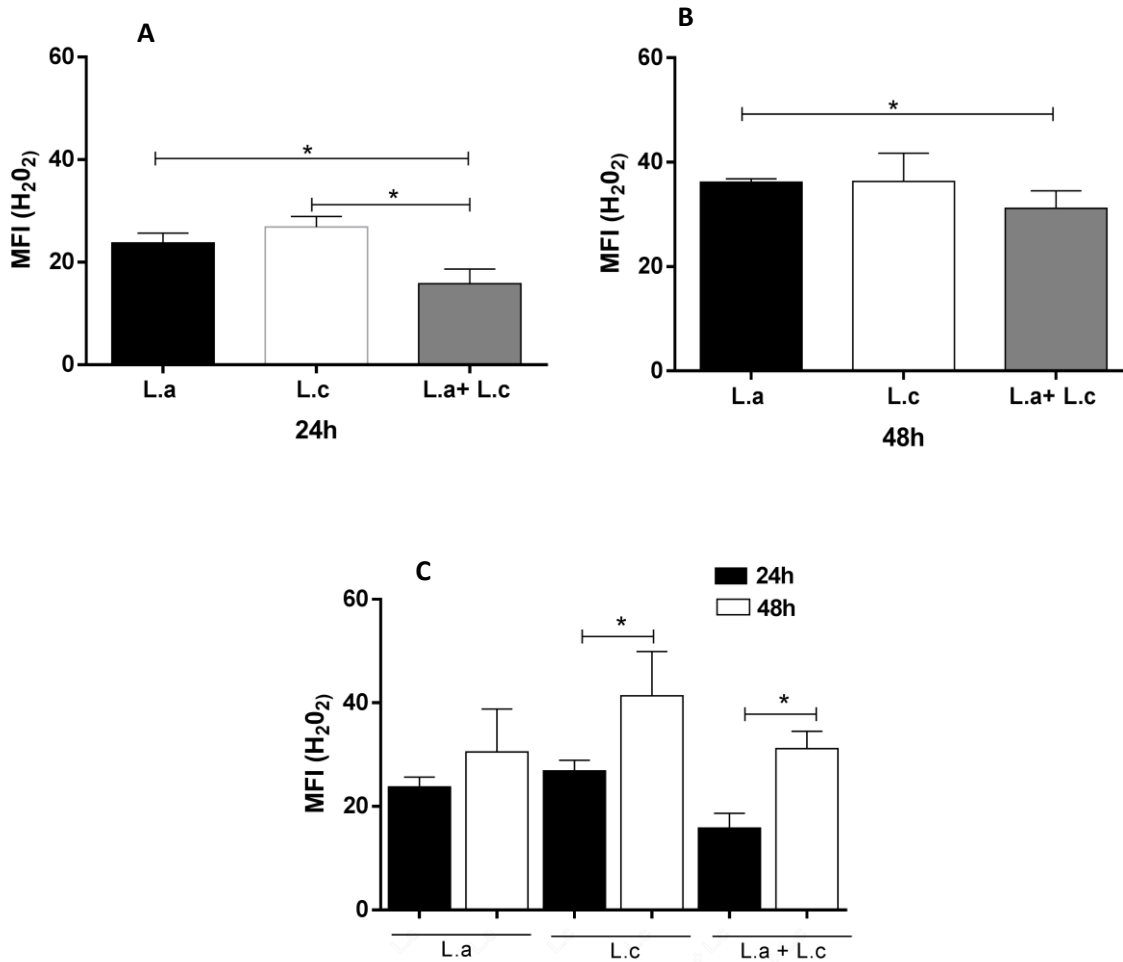 A
MFI (H₂0₂)
60
40
20
0
*
*
L.a L.c L.a+ L.c
24h
B
MFI (H₂0₂)
60
40
20
0
*
L.a L.c L.a+ L.c
48h
C
24h
48h
MFI (H₂0₂)
60
40
20
0
*
*
L.a L.c L.a + L.c